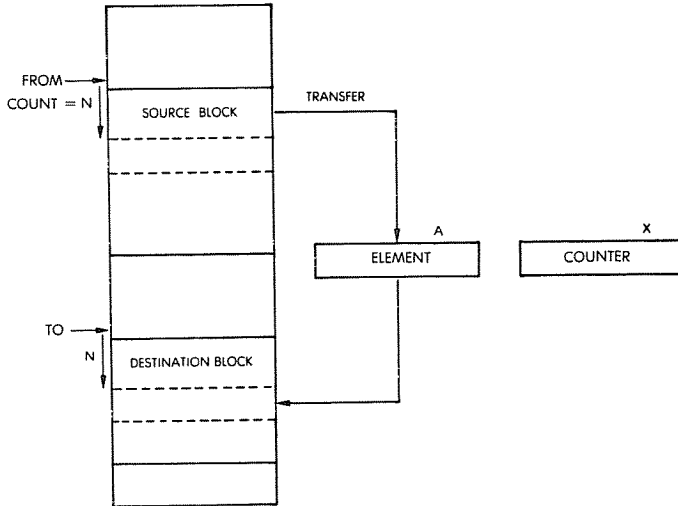 FROM
COUNT = N
SOURCE BLOCK
TRANSFER
A
X
ELEMENT
COUNTER
TO
N
DESTINATION BLOCK